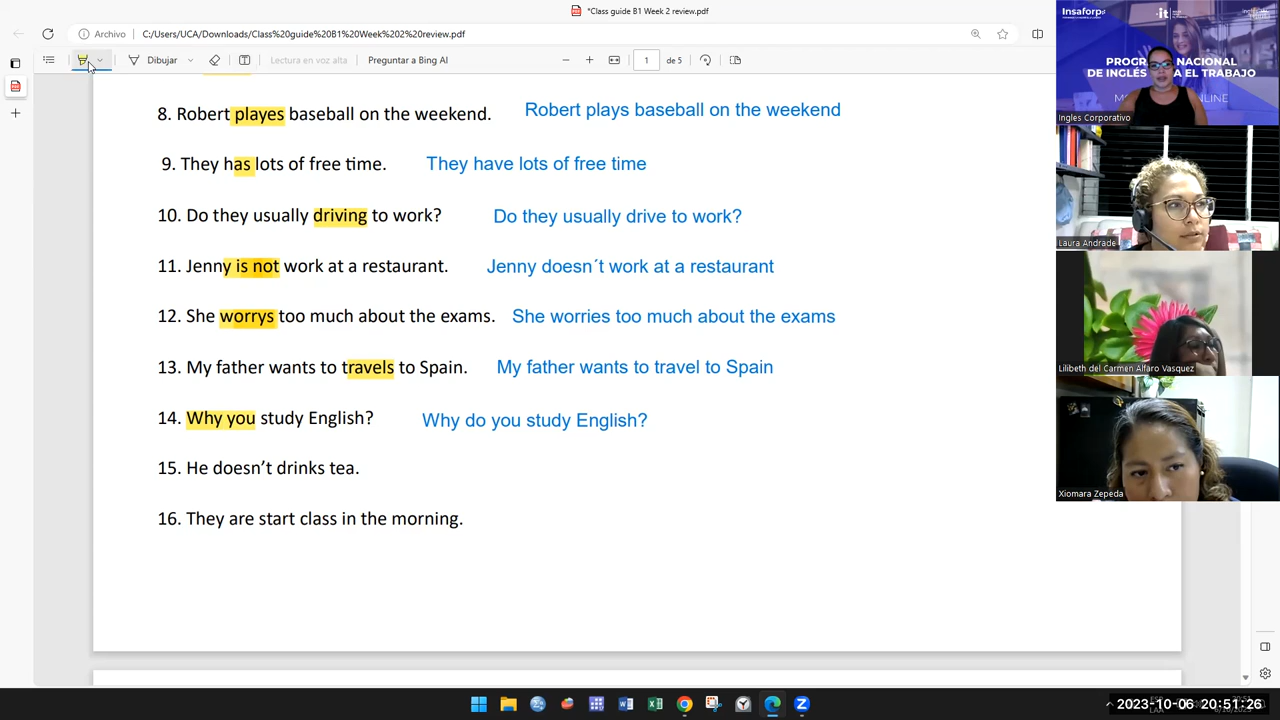 *Class guide B1 Week 2 review.pdf
Archivo C:/Users/UCA/Downloads/Class%20guide%20B1%20Week%202%20review.pdf
Dibujar Lectura en voz alta Preguntar a Bing AI 1 de 5
8. Robert playes baseball on the weekend. Robert plays baseball on the weekend
9. They has lots of free time. They have lots of free time
10. Do they usually driving to work? Do they usually drive to work?
11. Jenny is not work at a restaurant. Jenny doesn´t work at a restaurant
12. She worrys too much about the exams. She worries too much about the exams
13. My father wants to travels to Spain. My father wants to travel to Spain
14. Why you study English? Why do you study English?
15. He doesn't drinks tea.
16. They are start class in the morning.
Insaforp
Ingles Corporativo
Laura Andrade
Lilibeth del Carmen Alfaro Vasquez
Xiomara Zepeda
2023-10-06 20:51:26